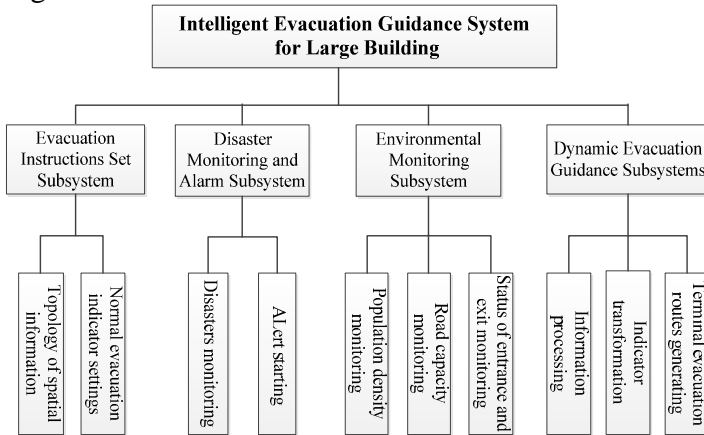 Intelligent Evacuation Guidance System
for Large Building
Evacuation
Instructions Set
Subsystem
Disaster
Monitoring and
Alarm Subsystem
Environmental
Monitoring
Subsystem
Dynamic Evacuation
Guidance Subsystems
Topology of spatial
information
Normal evacuation
indicator settings
Disasters monitoring
ALert starting
Population density
monitoring
Road capacity
monitoring
Status of entrance and
exit monitoring
Information
processing
Indicator
transformation
Terminal evacuation
routes generating